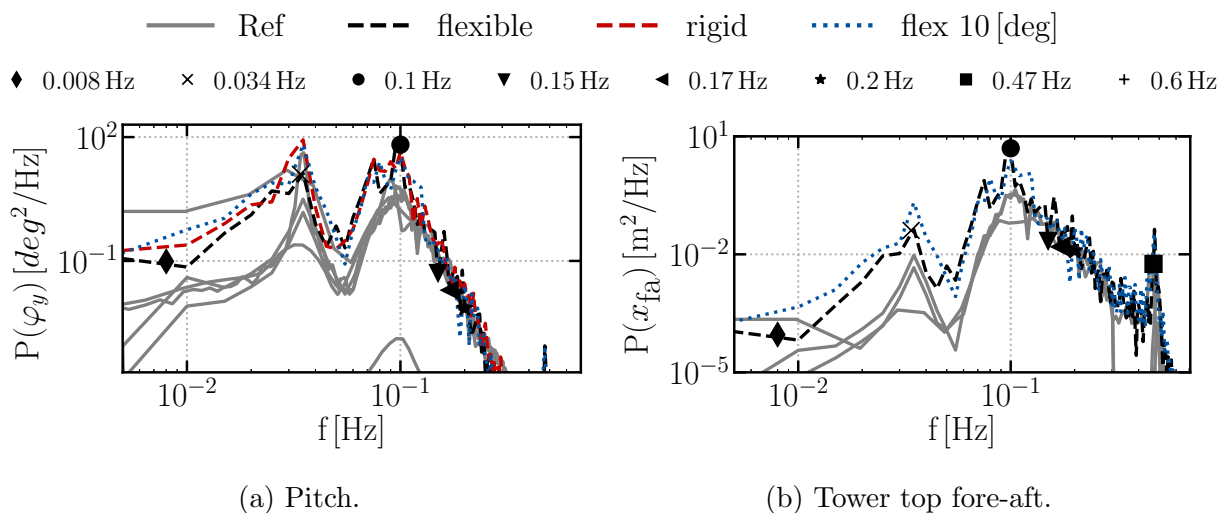 Ref flexible rigid flex 10 [deg]
0.008 Hz 0.034 Hz 0.1 Hz 0.15 Hz 0.17 Hz 0.2 Hz 0.47 Hz 0.6 Hz
P(φ_y) [deg²/Hz]
10²
10⁻¹
10⁻² 10⁻¹
f [Hz]
P(x_fa) [m²/Hz]
10¹
10⁻²
10⁻⁵
10⁻² 10⁻¹
f [Hz]
(a) Pitch. (b) Tower top fore-aft.